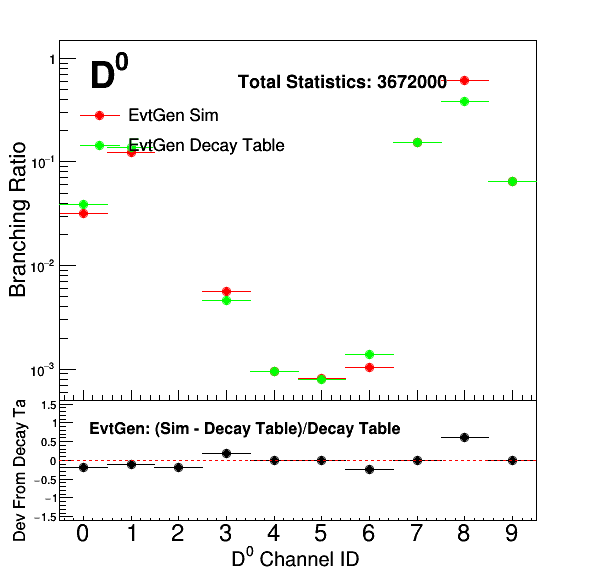 D0
Total Statistics: 3672000
EvtGen Sim
EvtGen Decay Table
Branching Ratio
1
10−1
10−2
10−3
Dev From Decay Ta
EvtGen: (Sim - Decay Table)/Decay Table
1.5
1
0.5
0
−0.5
−1
−1.5
0 1 2 3 4 5 6 7 8 9
D0 Channel ID